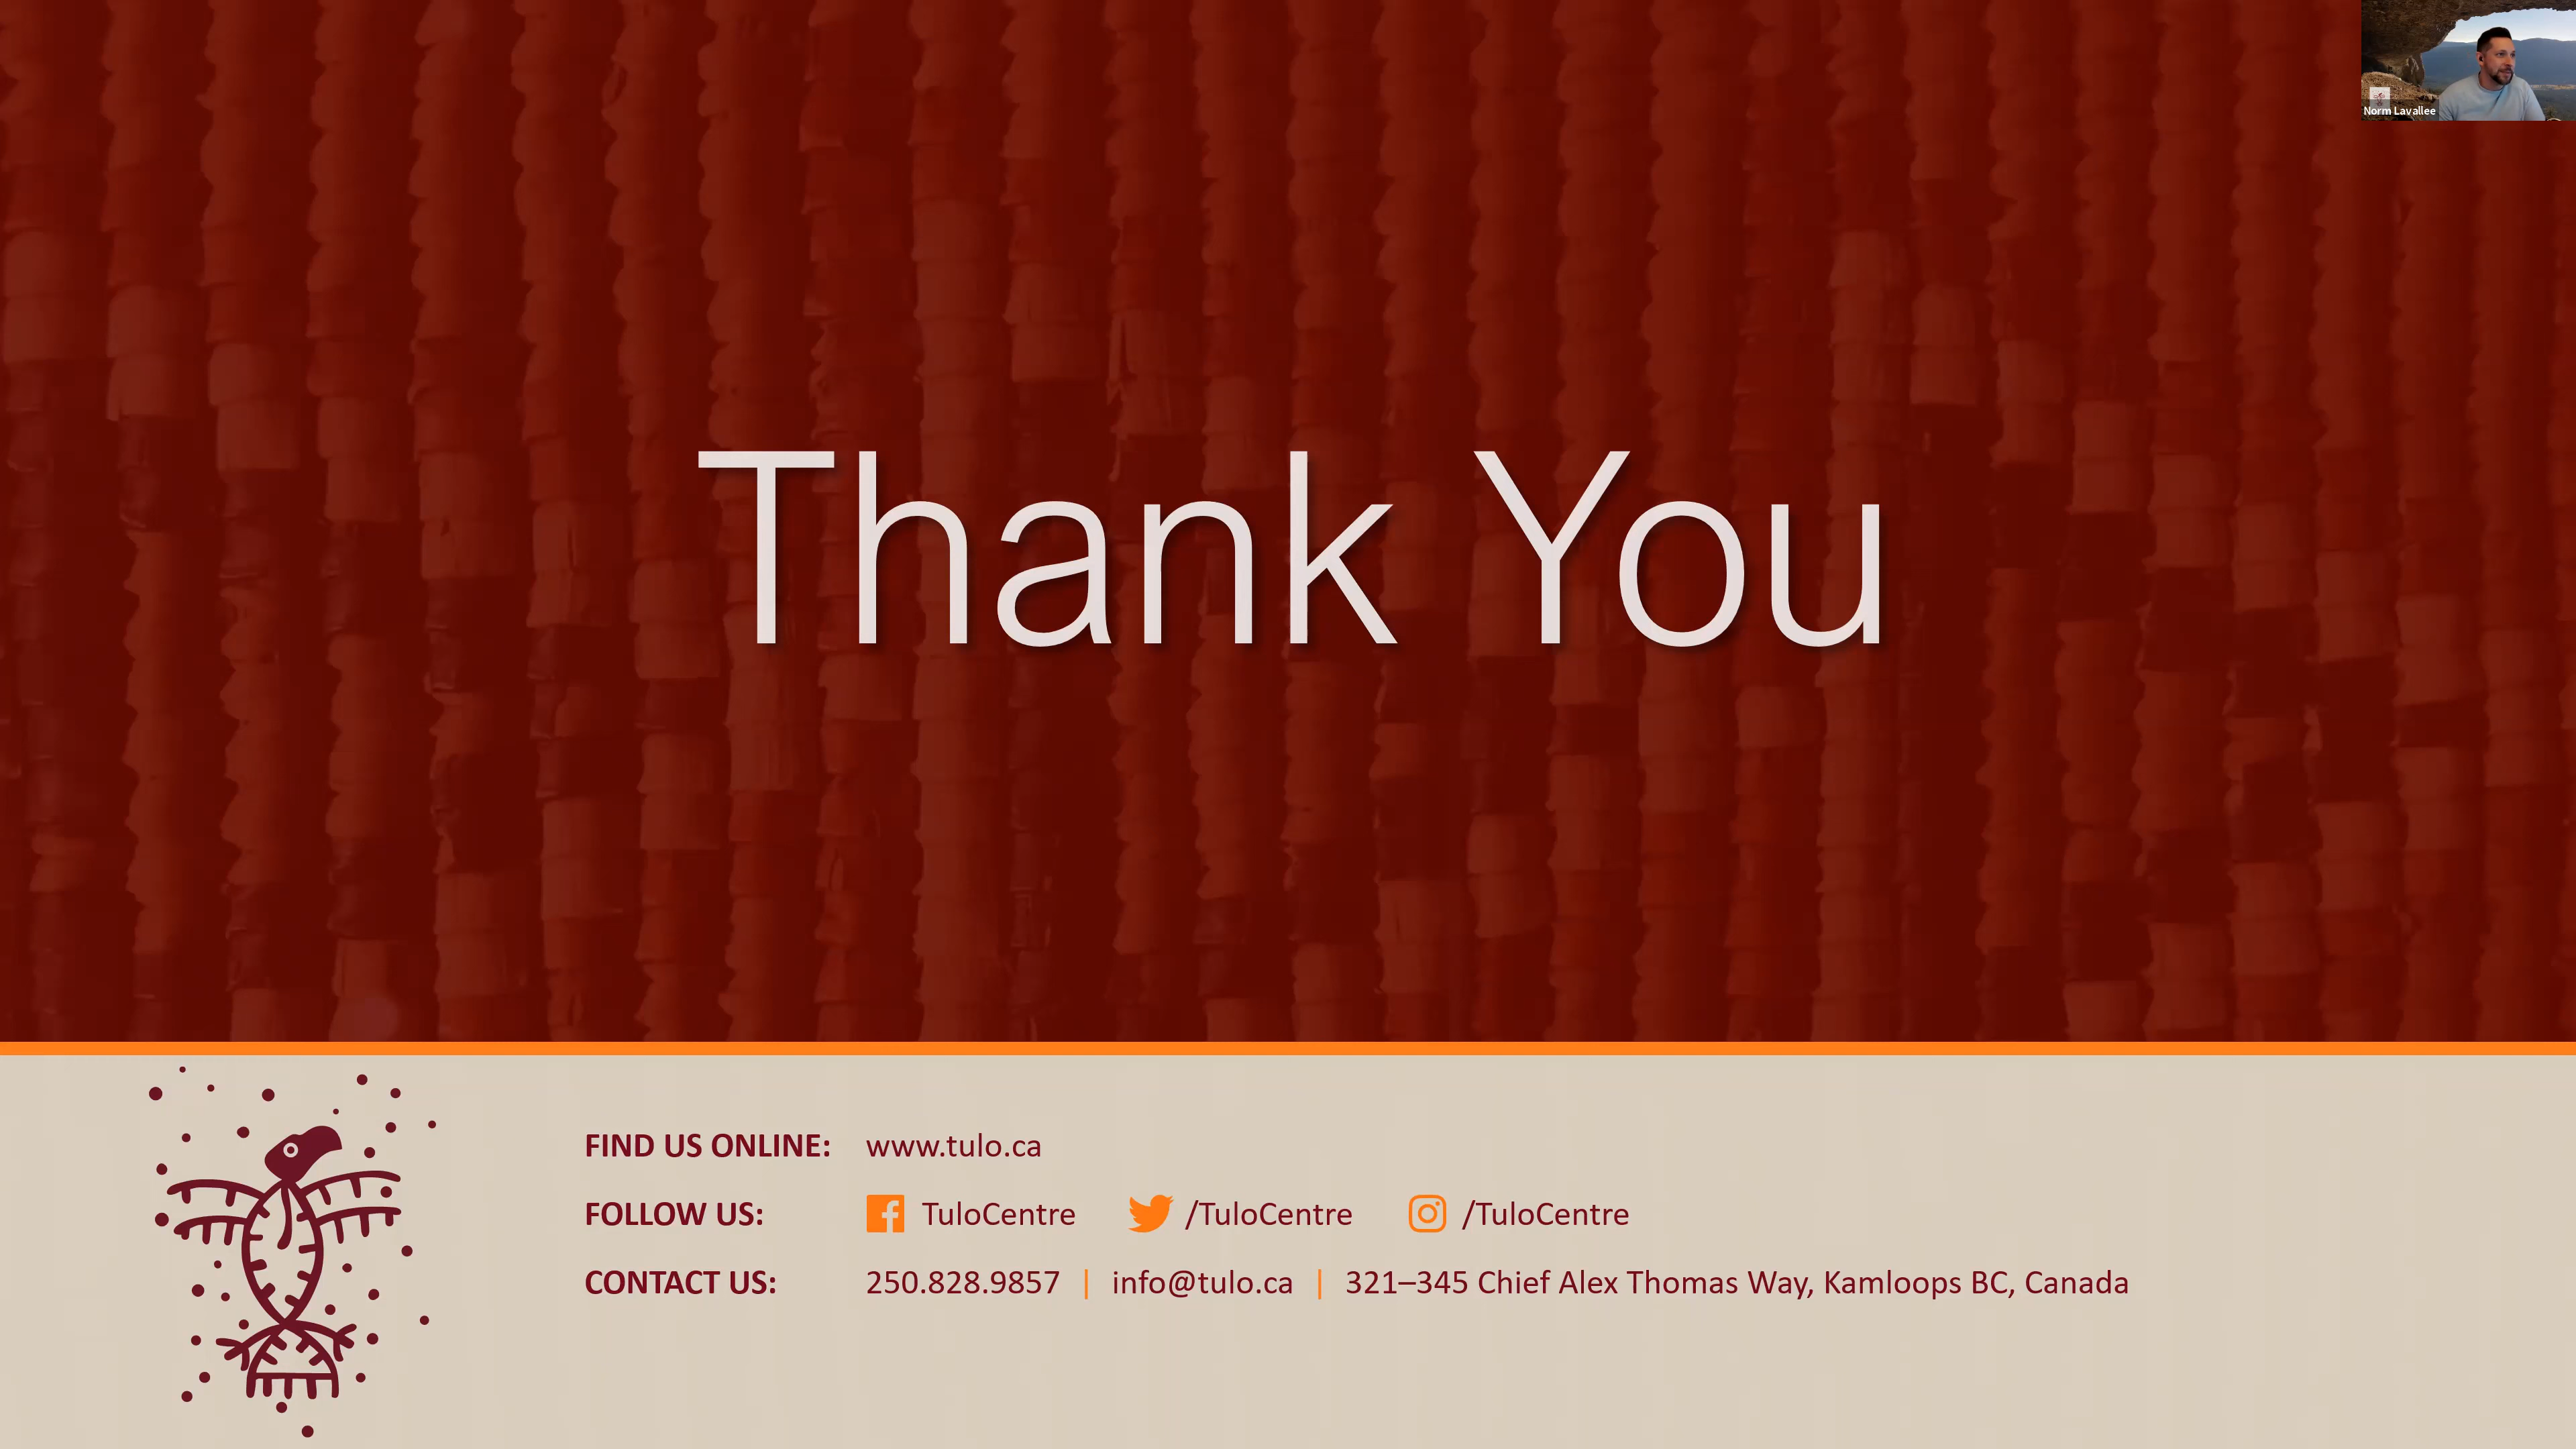 Norm Lavallee
Thank You
FIND US ONLINE: www.tulo.ca
FOLLOW US: TuloCentre /TuloCentre /TuloCentre
CONTACT US: 250.828.9857 | info@tulo.ca | 321–345 Chief Alex Thomas Way, Kamloops BC, Canada